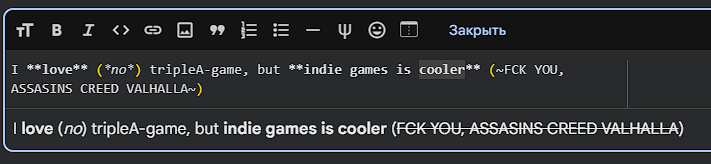 Закрыть
I **love** (*no*) tripleA-game, but **indie games is cooler** (~FCK YOU,
ASSASINS CREED VALHALLA~)
I love (no) tripleA-game, but indie games is cooler (FCK YOU, ASSASINS CREED VALHALLA)